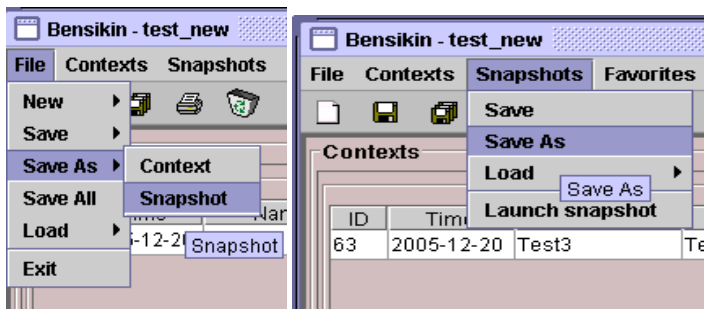 Bensikin - test_new
File Contexts Snapshots
New
Save
Save As Context
Save All Snapshot
Load
-12-2 Snapshot
Exit
Bensikin - test_new
File Contexts Snapshots Favorites
Save
Contexts Save As
Load
Save As
Launch snapshot
ID
63 2005-12-20 Test3 Te